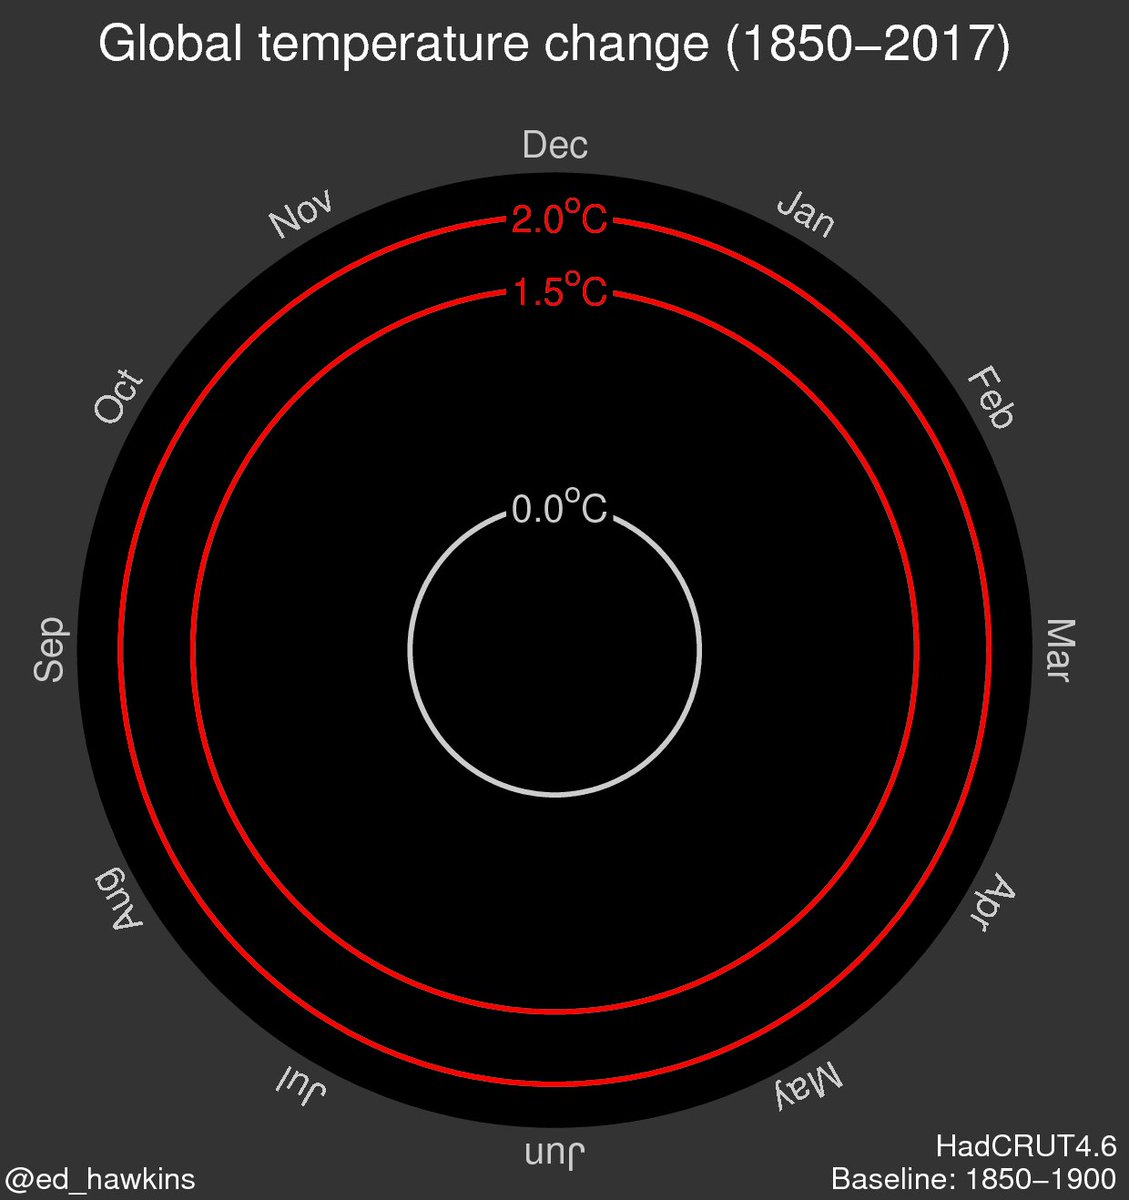 Global temperature change (1850−2017)
Dec
Nov
Jan
2.0°C
1.5°C
Oct
Feb
0.0°C
Sep
Mar
Aug
Apr
Jul
May
Jun
HadCRUT4.6
@ed_hawkins
Baseline: 1850−1900